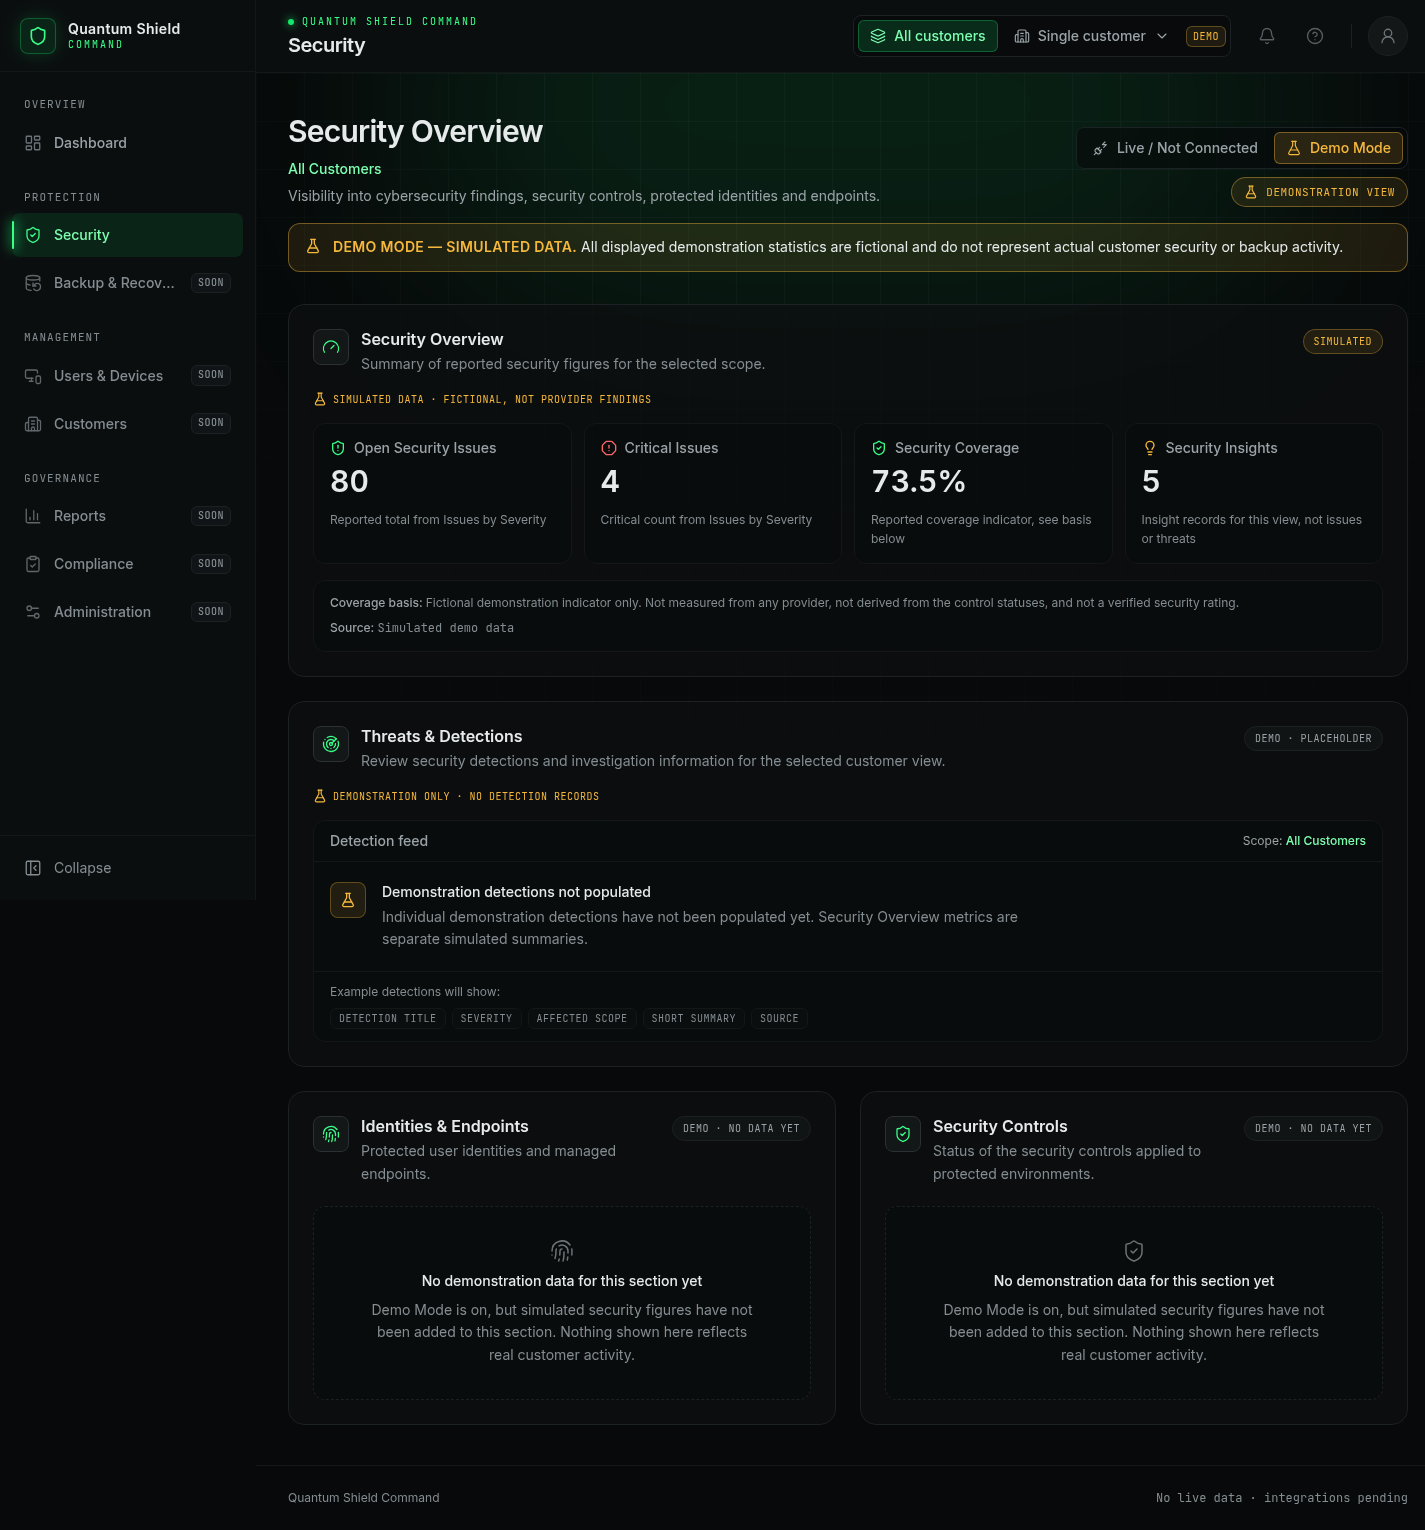 Quantum Shield
COMMAND
OVERVIEW
Dashboard
PROTECTION
Security
Backup & Recov...
SOON
MANAGEMENT
Users & Devices
SOON
Customers
SOON
GOVERNANCE
Reports
SOON
Compliance
SOON
Administration
SOON
Collapse
QUANTUM SHIELD COMMAND
Security
All customers
Single customer
DEMO
Security Overview
All Customers
Visibility into cybersecurity findings, security controls, protected identities and endpoints.
Live / Not Connected
Demo Mode
DEMONSTRATION VIEW
DEMO MODE — SIMULATED DATA. All displayed demonstration statistics are fictional and do not represent actual customer security or backup activity.
Security Overview
Summary of reported security figures for the selected scope.
SIMULATED
SIMULATED DATA · FICTIONAL, NOT PROVIDER FINDINGS
Open Security Issues
80
Reported total from Issues by Severity
Critical Issues
4
Critical count from Issues by Severity
Security Coverage
73.5%
Reported coverage indicator, see basis
below
Security Insights
5
Insight records for this view, not issues
or threats
Coverage basis: Fictional demonstration indicator only. Not measured from any provider, not derived from the control statuses, and not a verified security rating.
Source: Simulated demo data
Threats & Detections
Review security detections and investigation information for the selected customer view.
DEMO · PLACEHOLDER
DEMONSTRATION ONLY · NO DETECTION RECORDS
Detection feed
Scope: All Customers
Demonstration detections not populated
Individual demonstration detections have not been populated yet. Security Overview metrics are
separate simulated summaries.
Example detections will show:
DETECTION TITLE
SEVERITY
AFFECTED SCOPE
SHORT SUMMARY
SOURCE
Identities & Endpoints
Protected user identities and managed
endpoints.
DEMO · NO DATA YET
No demonstration data for this section yet
Demo Mode is on, but simulated security figures have not
been added to this section. Nothing shown here reflects
real customer activity.
Security Controls
Status of the security controls applied to
protected environments.
DEMO · NO DATA YET
No demonstration data for this section yet
Demo Mode is on, but simulated security figures have not
been added to this section. Nothing shown here reflects
real customer activity.
Quantum Shield Command
No live data · integrations pending